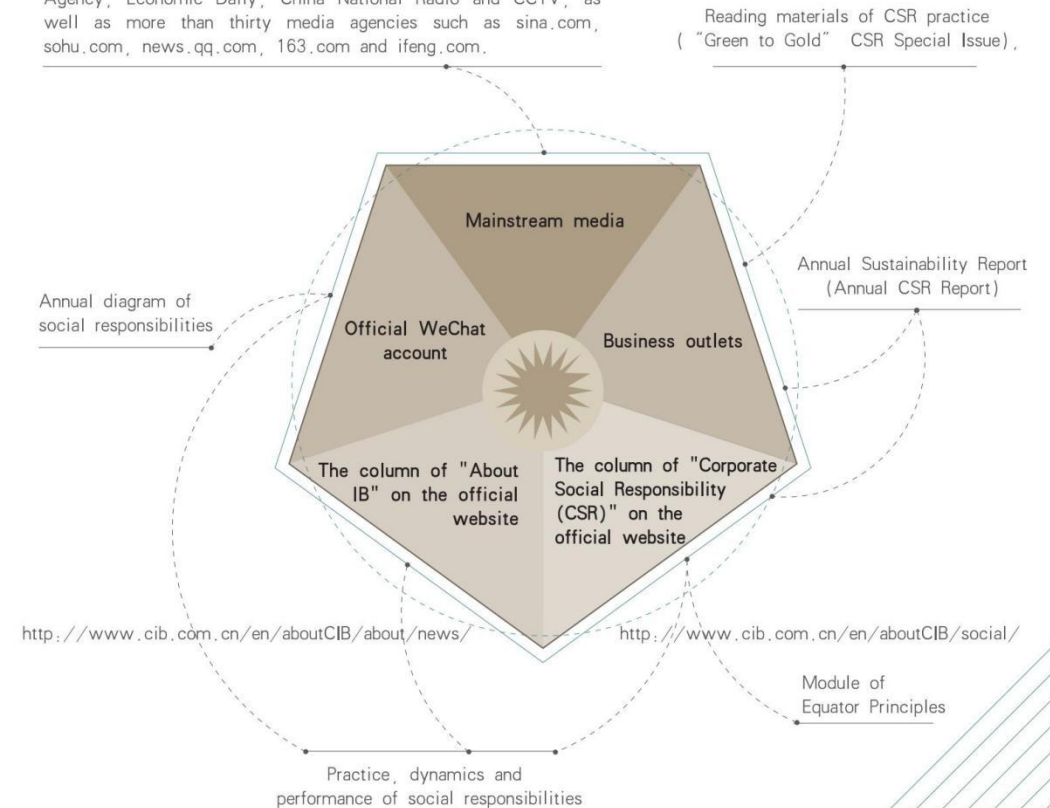 Agency, Economic Daily, China National Radio and CCTV, as
well as more than thirty media agencies such as sina.com,
sohu.com, news.qq.com, 163.com and ifeng.com.
Reading materials of CSR practice
( “Green to Gold” CSR Special Issue),
Mainstream media
Annual Sustainability Report
(Annual CSR Report)
Annual diagram of
social responsibilities
Official WeChat
account
Business outlets
The column of "About
IB" on the official
website
The column of "Corporate
Social Responsibility
(CSR)" on the
official website
http://www.cib.com.cn/en/aboutCIB/about/news/
http://www.cib.com.cn/en/aboutCIB/social/
Module of
Equator Principles
Practice, dynamics and
performance of social responsibilities